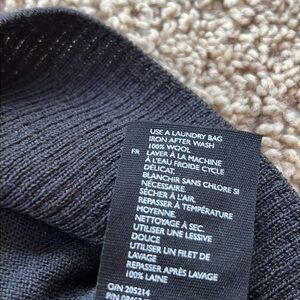 USE A LAUNDRY BAG
IRON AFTER WASH
100% WOOL
FR LAVER À LA MACHINE
À L'EAU FROIDE CYCLE
DÉLICAT.
BLANCHIR SANS CHLORE SI
NÉCESSAIRE.
SÉCHER À L'AIR.
REPASSER À TEMPÉRATURE
MOYENNE.
NETTOYAGE À SEC.
UTILISER UNE LESSIVE
DOUCE
UTILISER UN FILET DE
LAVAGE
REPASSER APRÈS LAVAGE
100% LAINE
O/N 205214
P/N